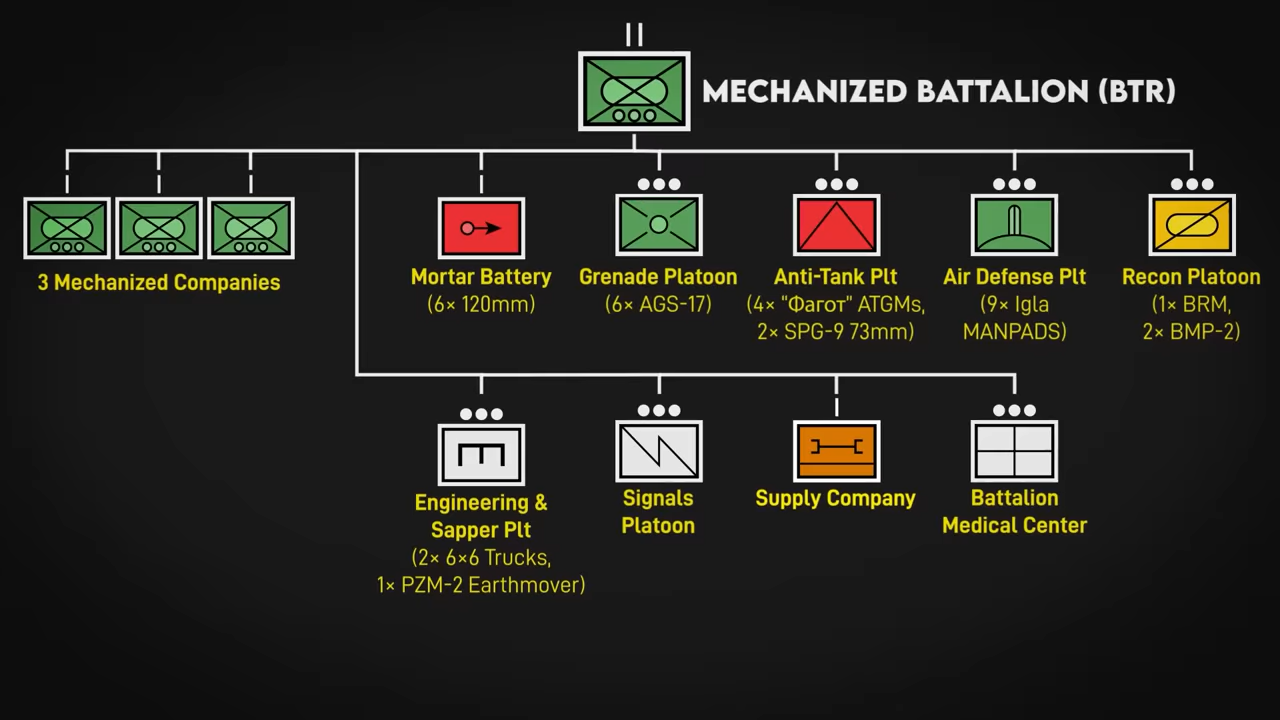 MECHANIZED BATTALION (BTR)
3 Mechanized Companies
Mortar Battery
(6× 120mm)
Grenade Platoon
(6× AGS-17)
Anti-Tank Plt
(4× "Фагот" ATGMs,
2× SPG-9 73mm)
Air Defense Plt
(9× Igla
MANPADS)
Recon Platoon
(1× BRM,
2× BMP-2)
Engineering &
Sapper Plt
(2× 6×6 Trucks,
1× PZM-2 Earthmover)
Signals
Platoon
Supply Company
Battalion
Medical Center